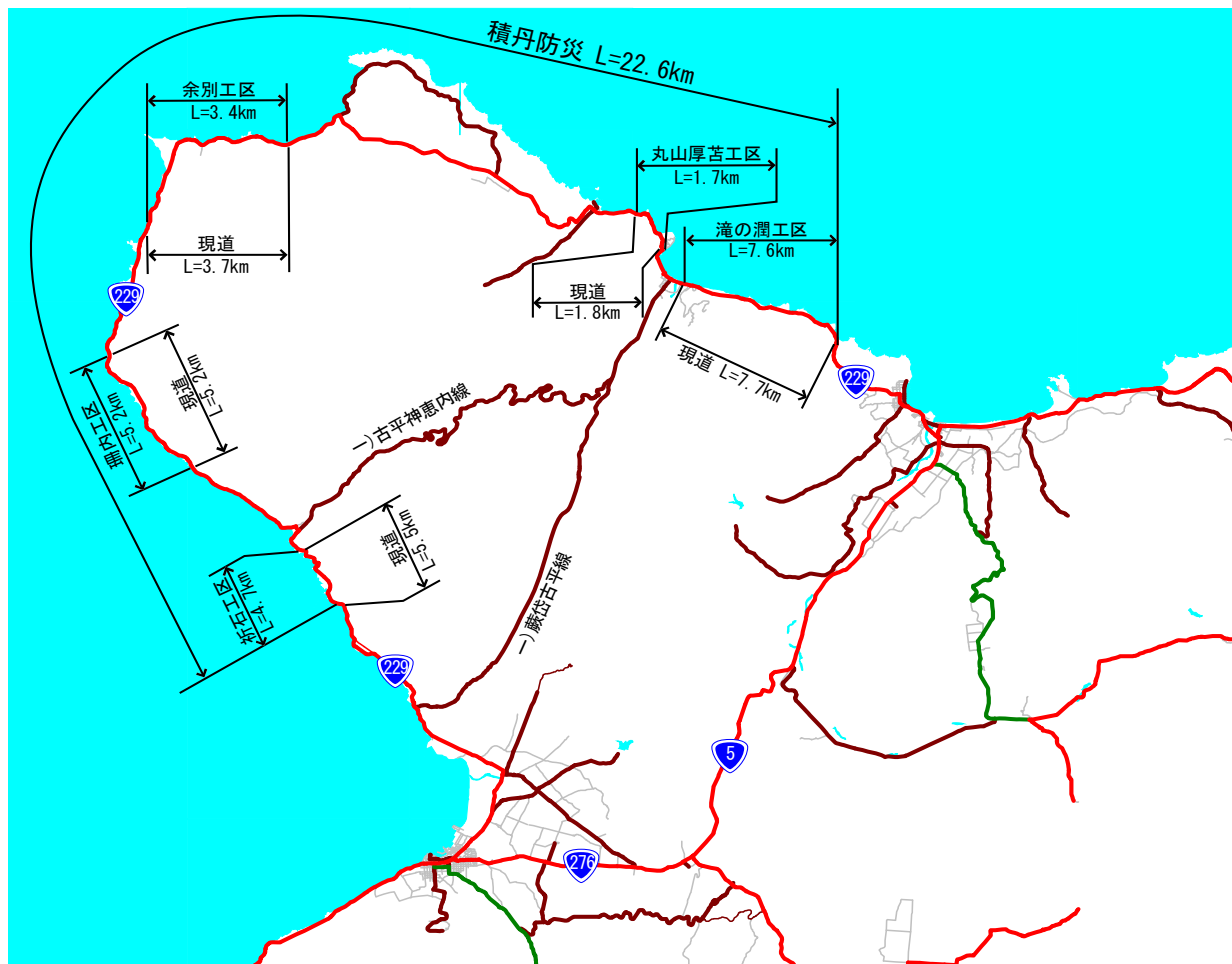 積丹防災 L=22.6km
余別工区
L=3.4km
丸山厚苫工区
L=1.7km
滝の澗工区
L=7.6km
現道
L=3.7km
現道
L=1.8km
229
現道 L=7.7km
229
現道
L=5.2km
珊内工区
L=5.2km
一)古平神恵内線
現道
L=5.5km
祈石工区
L=4.7km
一)蕨岱古平線
229
5
276